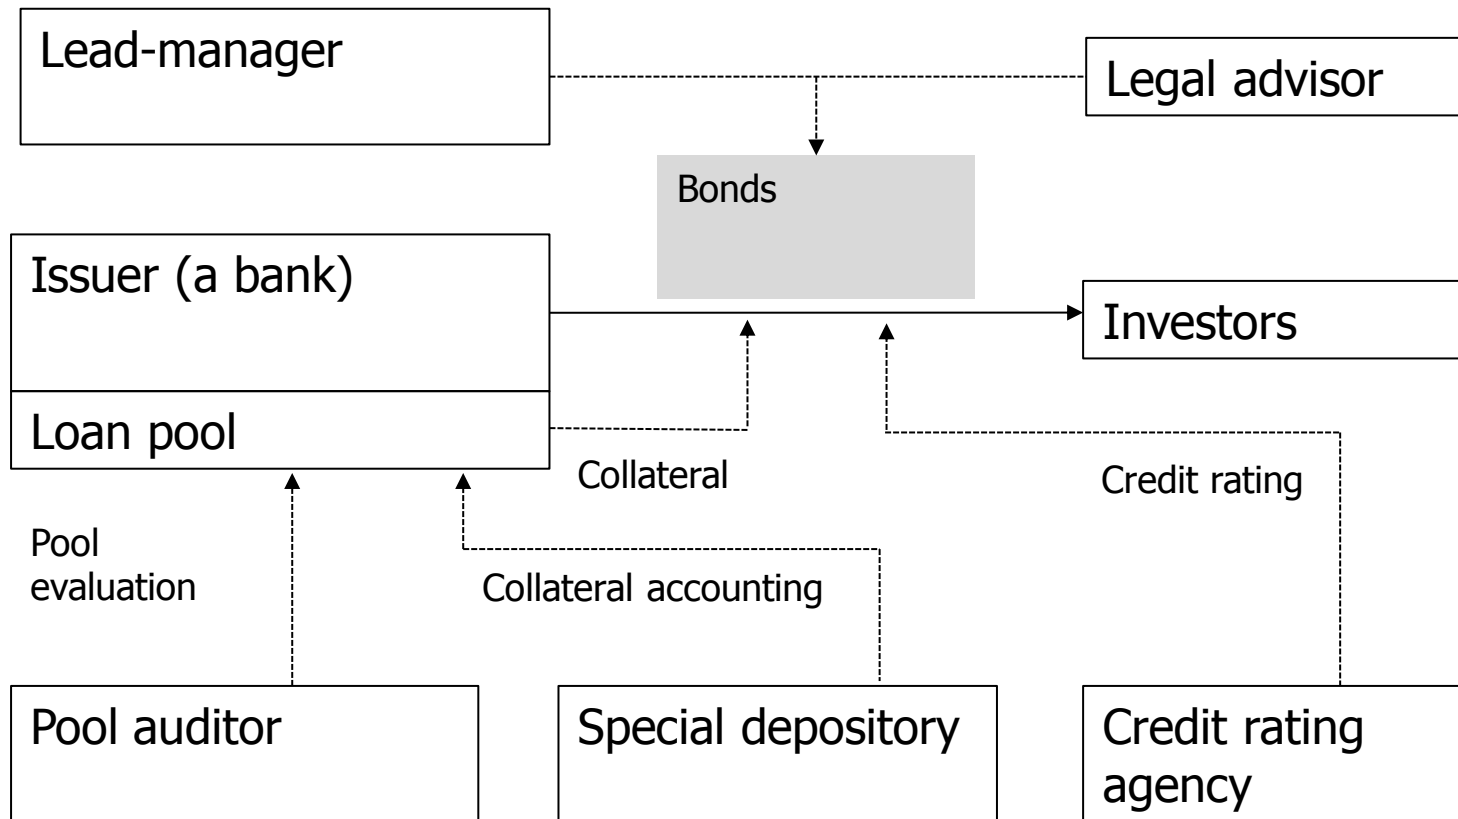 Lead-manager
Legal advisor
Bonds
Issuer (a bank)
Investors
Loan pool
Collateral
Credit rating
Pool
evaluation
Collateral accounting
Pool auditor
Special depository
Credit rating
agency